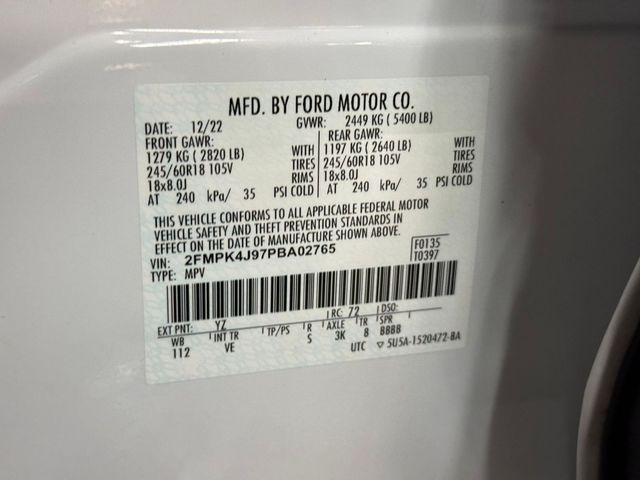 MFD. BY FORD MOTOR CO.
DATE: 12/22 GVWR: 2449 KG ( 5400 LB)
FRONT GAWR: REAR GAWR:
1279 KG ( 2820 LB) WITH 1197 KG ( 2640 LB) WITH
245/60R18 105V TIRES 245/60R18 105V TIRES
18x8.0J RIMS 18x8.0J RIMS
AT 240 kPa/ 35 PSI COLD AT 240 kPa/ 35 PSI COLD
THIS VEHICLE CONFORMS TO ALL APPLICABLE FEDERAL MOTOR
VEHICLE SAFETY AND THEFT PREVENTION STANDARDS IN
EFFECT ON THE DATE OF MANUFACTURE SHOWN ABOVE.
VIN: 2FMPK4J97PBA02765 F0135
TYPE: MPV T0397
EXT PNT: YZ RC: 72 DSO:
WB INT TR TP/PS R AXLE TR SPR
112 VE S 3K 8 8888
UTC ▽ 5U5A-1520472-BA